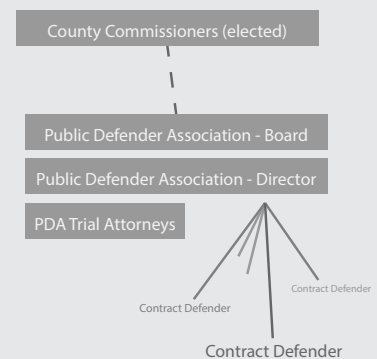 County Commissioners (elected)
Public Defender Association - Board
Public Defender Association - Director
PDA Trial Attorneys
Contract Defender
Contract Defender
Contract Defender